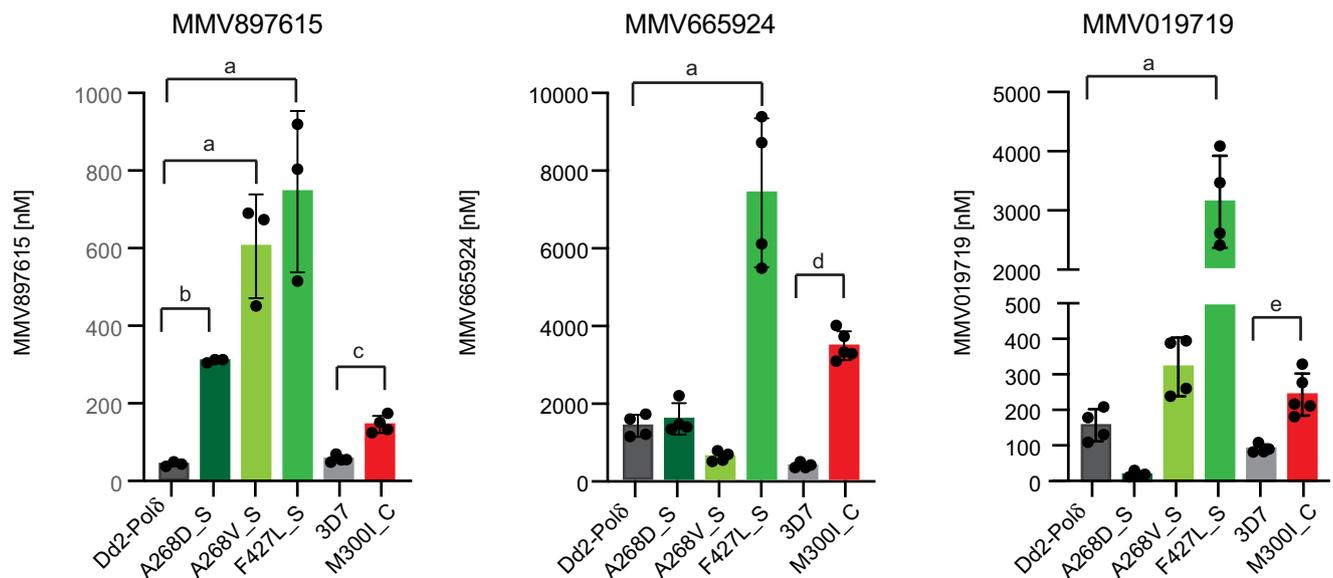 MMV897615
MMV897615 [nM]
1000
800
600
400
200
0
a
a
b
c
Dd2-Polδ
A268D_S
A268V_S
F427L_S
3D7
M300I_C
MMV665924
MMV665924 [nM]
10000
8000
6000
4000
2000
0
a
d
Dd2-Polδ
A268D_S
A268V_S
F427L_S
3D7
M300I_C
MMV019719
MMV019719 [nM]
5000
4000
3000
2000
500
400
300
200
100
0
a
e
Dd2-Polδ
A268D_S
A268V_S
F427L_S
3D7
M300I_C